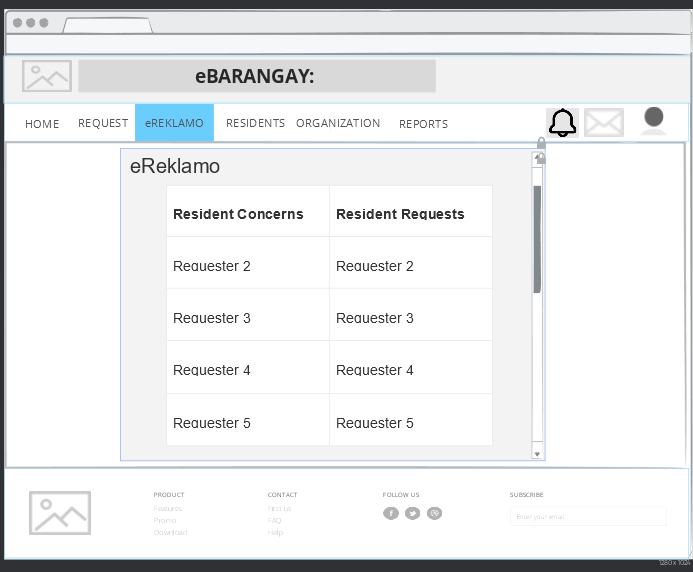 eBARANGAY:
HOME REQUEST eREKLAMO RESIDENTS ORGANIZATION REPORTS
eReklamo
Resident Concerns Resident Requests
Requester 2 Requester 2
Requester 3 Requester 3
Requester 4 Requester 4
Requester 5 Requester 5
PRODUCT CONTACT FOLLOW US SUBSCRIBE
Features Find us Enter your email
Promo FAQ
Download Help
1280 x 1024